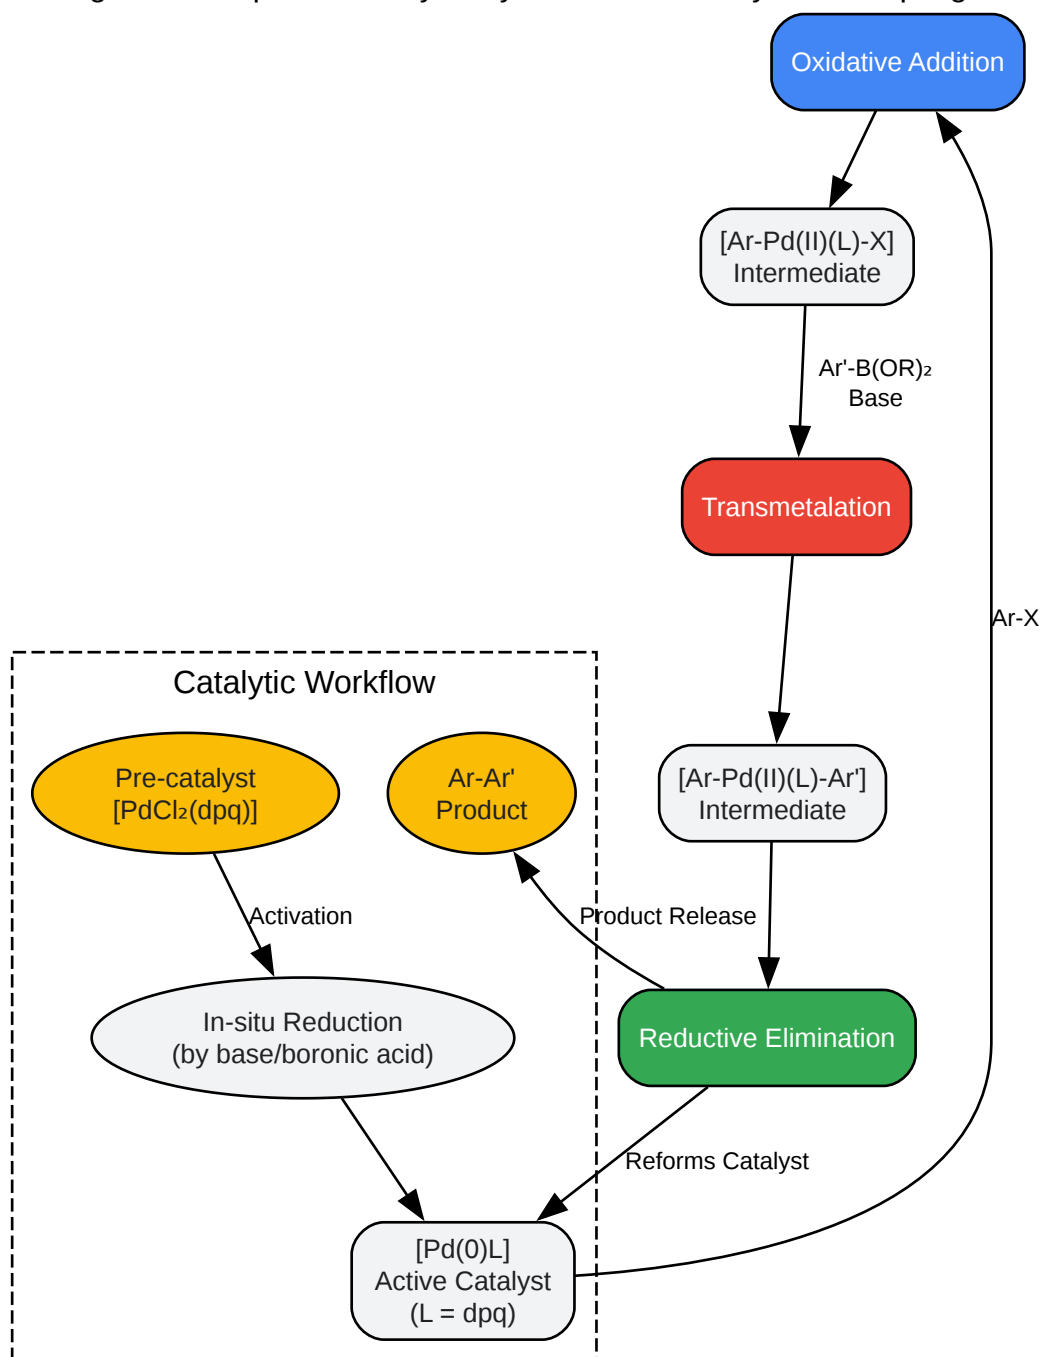 Oxidative Addition
[Ar-Pd(II)(L)-X]
Intermediate
Ar'-B(OR)₂
Base
Transmetalation
Ar-X
Catalytic Workflow
Pre-catalyst
[PdCl₂(dpq)]
Ar-Ar'
Product
[Ar-Pd(II)(L)-Ar']
Intermediate
Activation
Product Release
In-situ Reduction
(by base/boronic acid)
Reductive Elimination
Reforms Catalyst
[Pd(0)L]
Active Catalyst
(L = dpq)